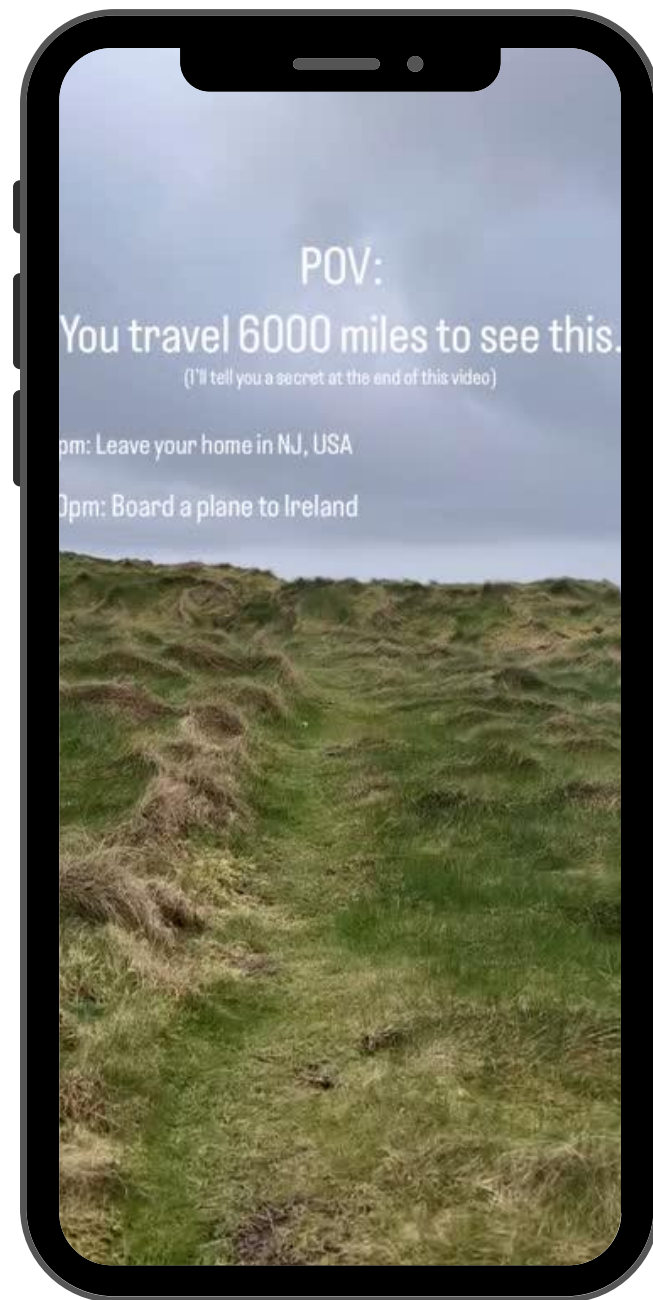 POV:
You travel 6000 miles to see this.
(I'll tell you a secret at the end of this video)
pm: Leave your home in NJ, USA
0pm: Board a plane to Ireland